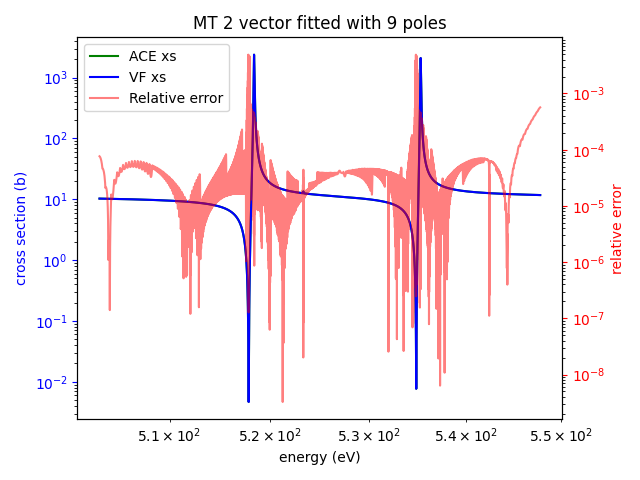 MT 2 vector fitted with 9 poles
ACE xs
VF xs
Relative error
cross section (b)
10³
10²
10¹
10⁰
10⁻¹
10⁻²
10⁻³
10⁻⁴
10⁻⁵
10⁻⁶
10⁻⁷
10⁻⁸
relative error
5.1 × 10²
5.2 × 10²
5.3 × 10²
5.4 × 10²
5.5 × 10²
energy (eV)